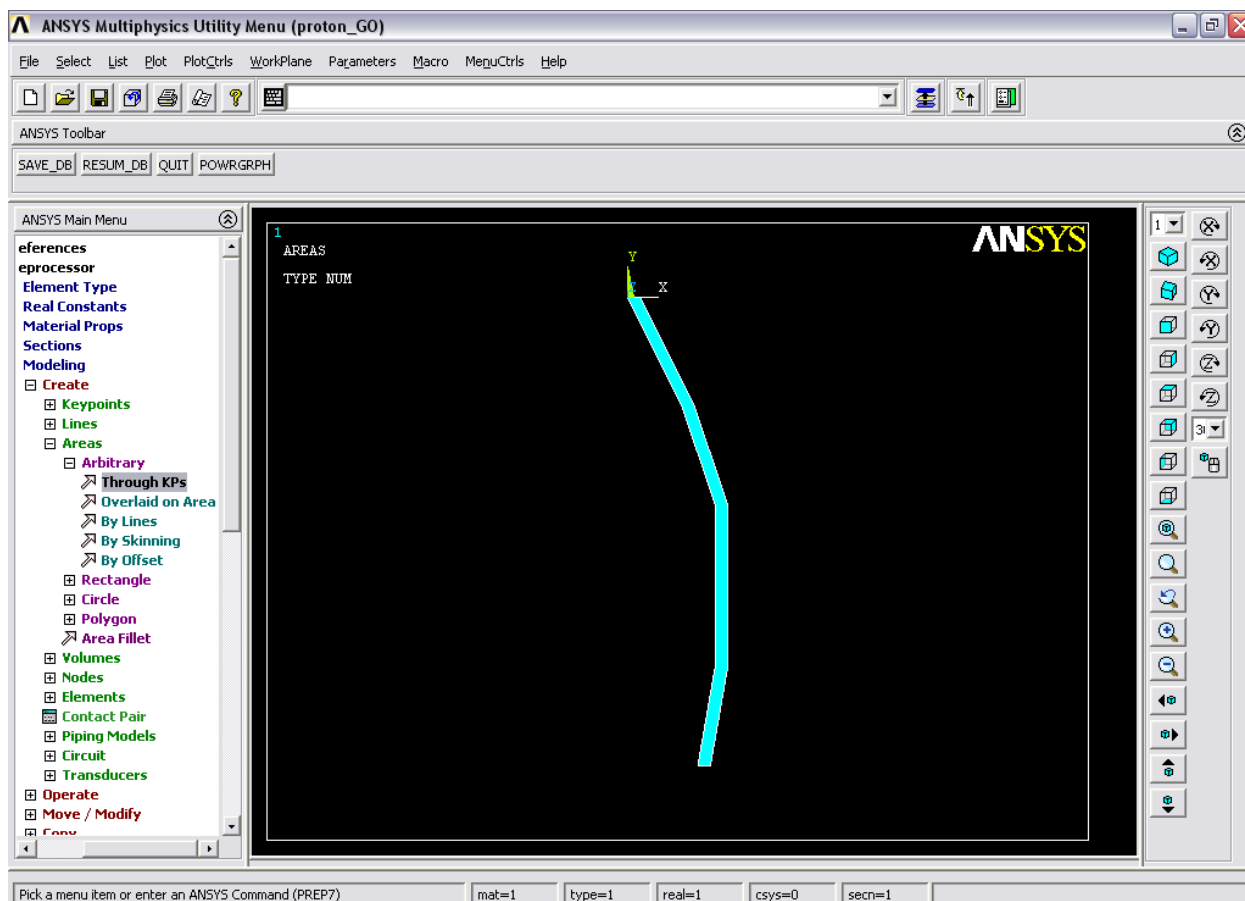 ANSYS Multiphysics Utility Menu (proton_GO)
File Select List Plot PlotCtrls WorkPlane Parameters Macro MenuCtrls Help
ANSYS Toolbar
SAVE_DB RESUM_DB QUIT POWRGRPH
ANSYS Main Menu
eferences
eprocessor
Element Type
Real Constants
Material Props
Sections
Modeling
Create
Keypoints
Lines
Areas
Arbitrary
Through KPs
Overlaid on Area
By Lines
By Skinning
By Offset
Rectangle
Circle
Polygon
Area Fillet
Volumes
Nodes
Elements
Contact Pair
Piping Models
Circuit
Transducers
Operate
Move / Modify
Copy
1
AREAS
TYPE NUM
ANSYS
Y
Z X
1
X
X
Y
Y
Z
Z
3
Pick a menu item or enter an ANSYS Command (PREP7) mat=1 type=1 real=1 csys=0 secn=1